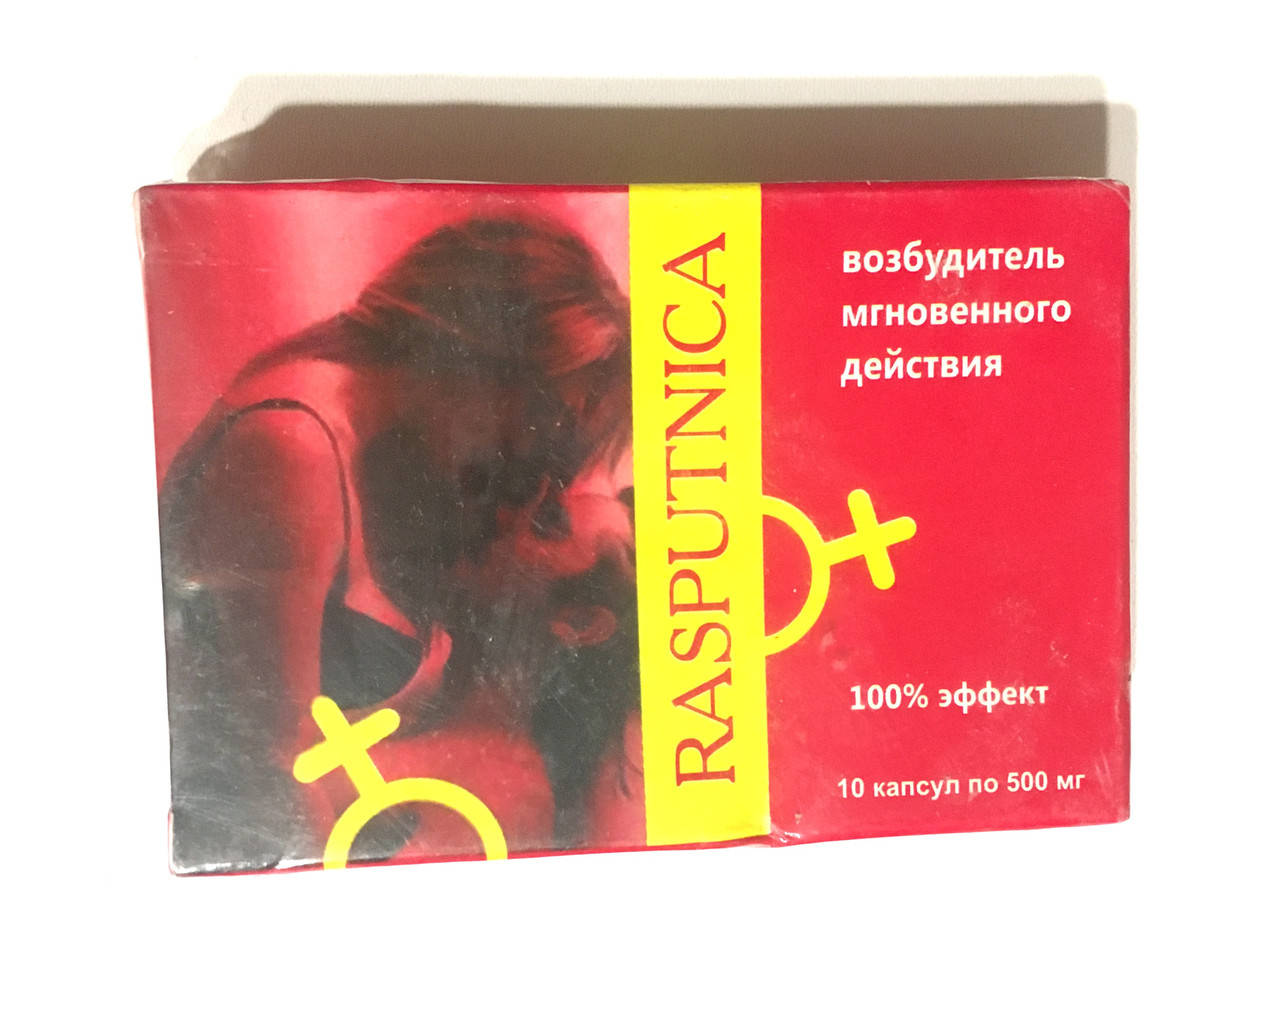 RASPUTNICA
возбудитель
мгновенного
действия
100% эффект
10 капсул по 500 мг